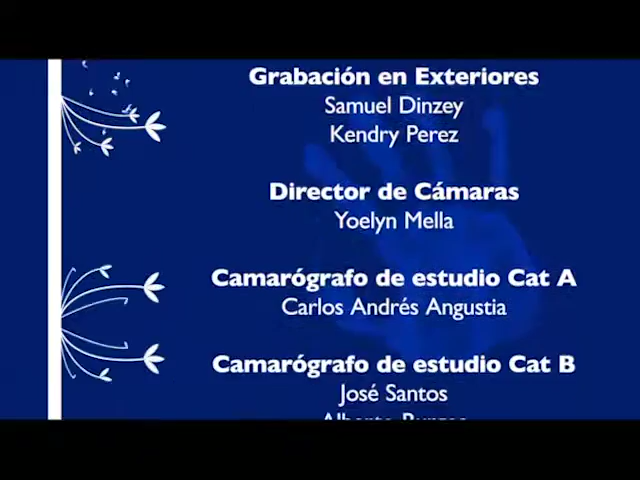 Grabación en Exteriores
Samuel Dinzey
Kendry Perez
Director de Cámaras
Yoelyn Mella
Camarógrafo de estudio Cat A
Carlos Andrés Angustia
Camarógrafo de estudio Cat B
José Santos
Alberto